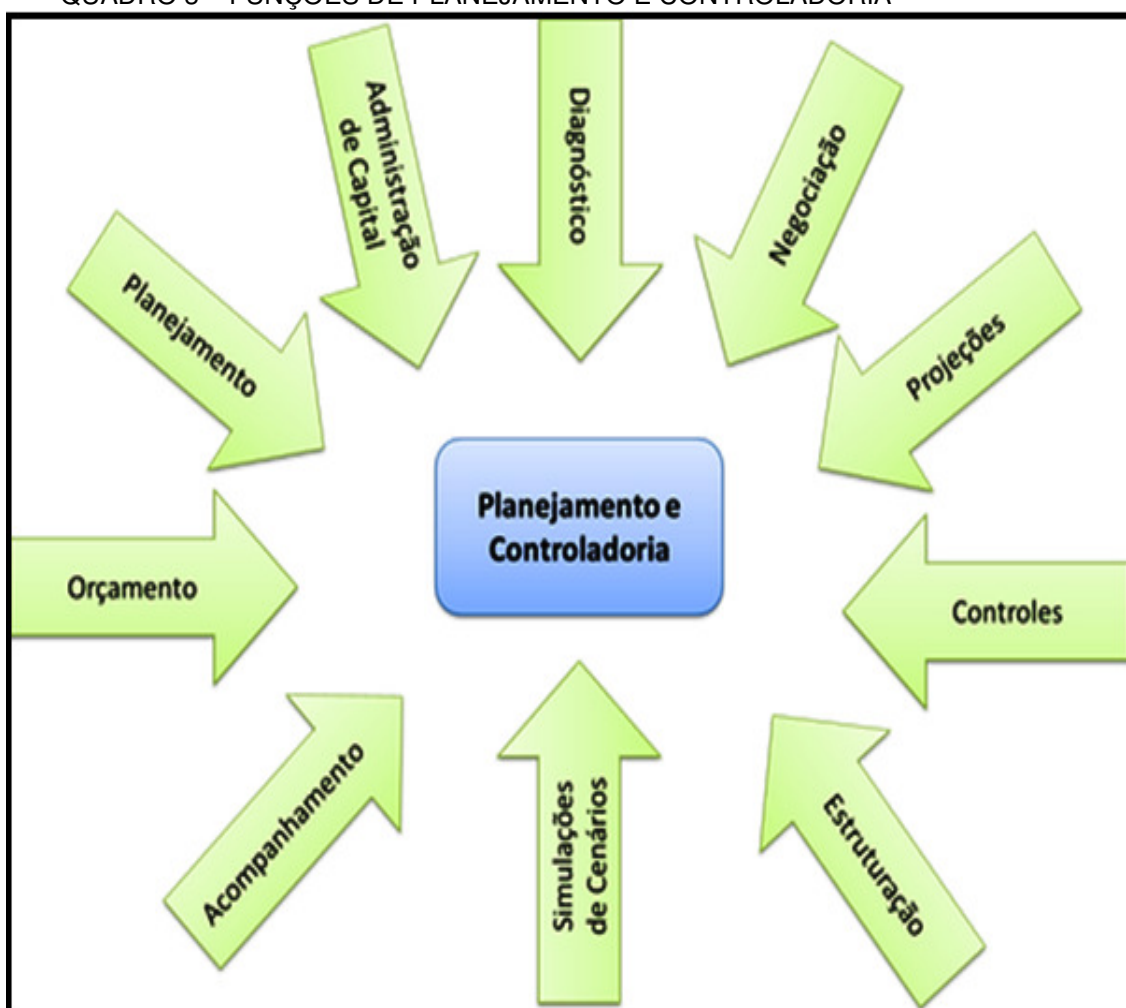 QUADRO – FUNÇÕES DE PLANEJAMENTO E CONTROLADORIA
Administração
de Capital
Diagnóstico
Negociação
Planejamento
Projeções
Planejamento e
Controladoria
Orçamento
Controles
Acompanhamento
Simulações
de Cenários
Estruturação